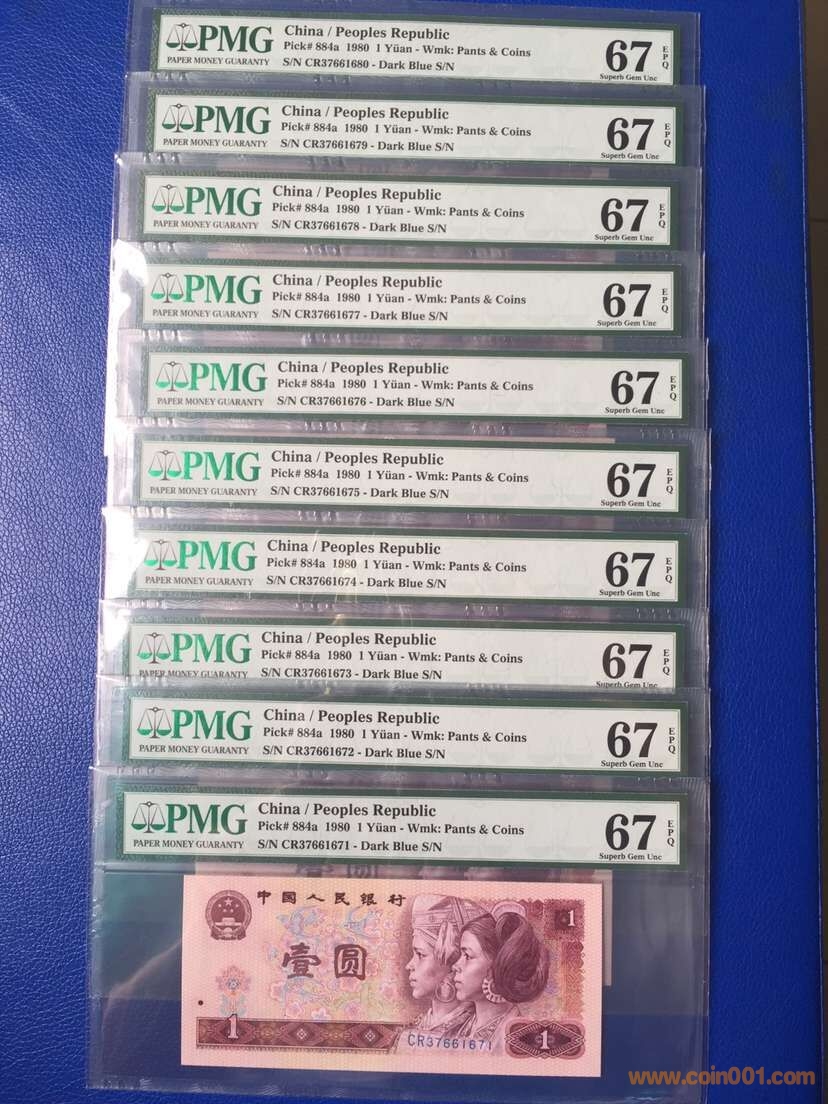 PMG
PAPER MONEY GUARANTY
China / Peoples Republic
Pick# 884a 1980 1 Yüan - Wmk: Pants & Coins
S/N CR37661680 - Dark Blue S/N
67 EPQ
Superb Gem Unc
PMG
PAPER MONEY GUARANTY
China / Peoples Republic
Pick# 884a 1980 1 Yüan - Wmk: Pants & Coins
S/N CR37661679 - Dark Blue S/N
67 EPQ
Superb Gem Unc
PMG
PAPER MONEY GUARANTY
China / Peoples Republic
Pick# 884a 1980 1 Yüan - Wmk: Pants & Coins
S/N CR37661678 - Dark Blue S/N
67 EPQ
Superb Gem Unc
PMG
PAPER MONEY GUARANTY
China / Peoples Republic
Pick# 884a 1980 1 Yüan - Wmk: Pants & Coins
S/N CR37661677 - Dark Blue S/N
67 EPQ
Superb Gem Unc
PMG
PAPER MONEY GUARANTY
China / Peoples Republic
Pick# 884a 1980 1 Yüan - Wmk: Pants & Coins
S/N CR37661676 - Dark Blue S/N
67 EPQ
Superb Gem Unc
PMG
PAPER MONEY GUARANTY
China / Peoples Republic
Pick# 884a 1980 1 Yüan - Wmk: Pants & Coins
S/N CR37661675 - Dark Blue S/N
67 EPQ
Superb Gem Unc
PMG
PAPER MONEY GUARANTY
China / Peoples Republic
Pick# 884a 1980 1 Yüan - Wmk: Pants & Coins
S/N CR37661674 - Dark Blue S/N
67 EPQ
Superb Gem Unc
PMG
PAPER MONEY GUARANTY
China / Peoples Republic
Pick# 884a 1980 1 Yüan - Wmk: Pants & Coins
S/N CR37661673 - Dark Blue S/N
67 EPQ
Superb Gem Unc
PMG
PAPER MONEY GUARANTY
China / Peoples Republic
Pick# 884a 1980 1 Yüan - Wmk: Pants & Coins
S/N CR37661672 - Dark Blue S/N
67 EPQ
Superb Gem Unc
PMG
PAPER MONEY GUARANTY
China / Peoples Republic
Pick# 884a 1980 1 Yüan - Wmk: Pants & Coins
S/N CR37661671 - Dark Blue S/N
67 EPQ
Superb Gem Unc
中国人民银行
1
壹圆
1
CR37661671
1
www.coin001.com